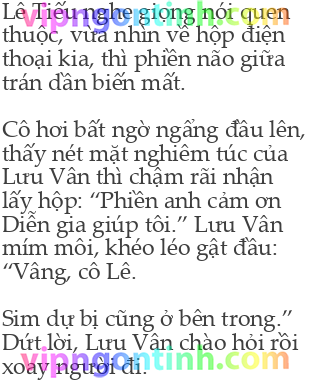 Lê Tiếu nghe giọng nói quen
thuộc, vừa nhìn về hộp điện
thoại kia, thì phiền não giữa
trán dần biến mất.
Cô hơi bất ngờ ngẩng đầu lên,
thấy nét mặt nghiêm túc của
Lưu Vân thì chậm rãi nhận
lấy hộp: “Phiền anh cảm ơn
Diễn gia giúp tôi.” Lưu Vân
mím môi, khéo léo gật đầu:
“Vâng, cô Lê.
Sim dự bị cũng ở bên trong.”
Dứt lời, Lưu Vân chào hỏi rồi
xoay người đi.
vipngontinh.com
vipngontinh.com